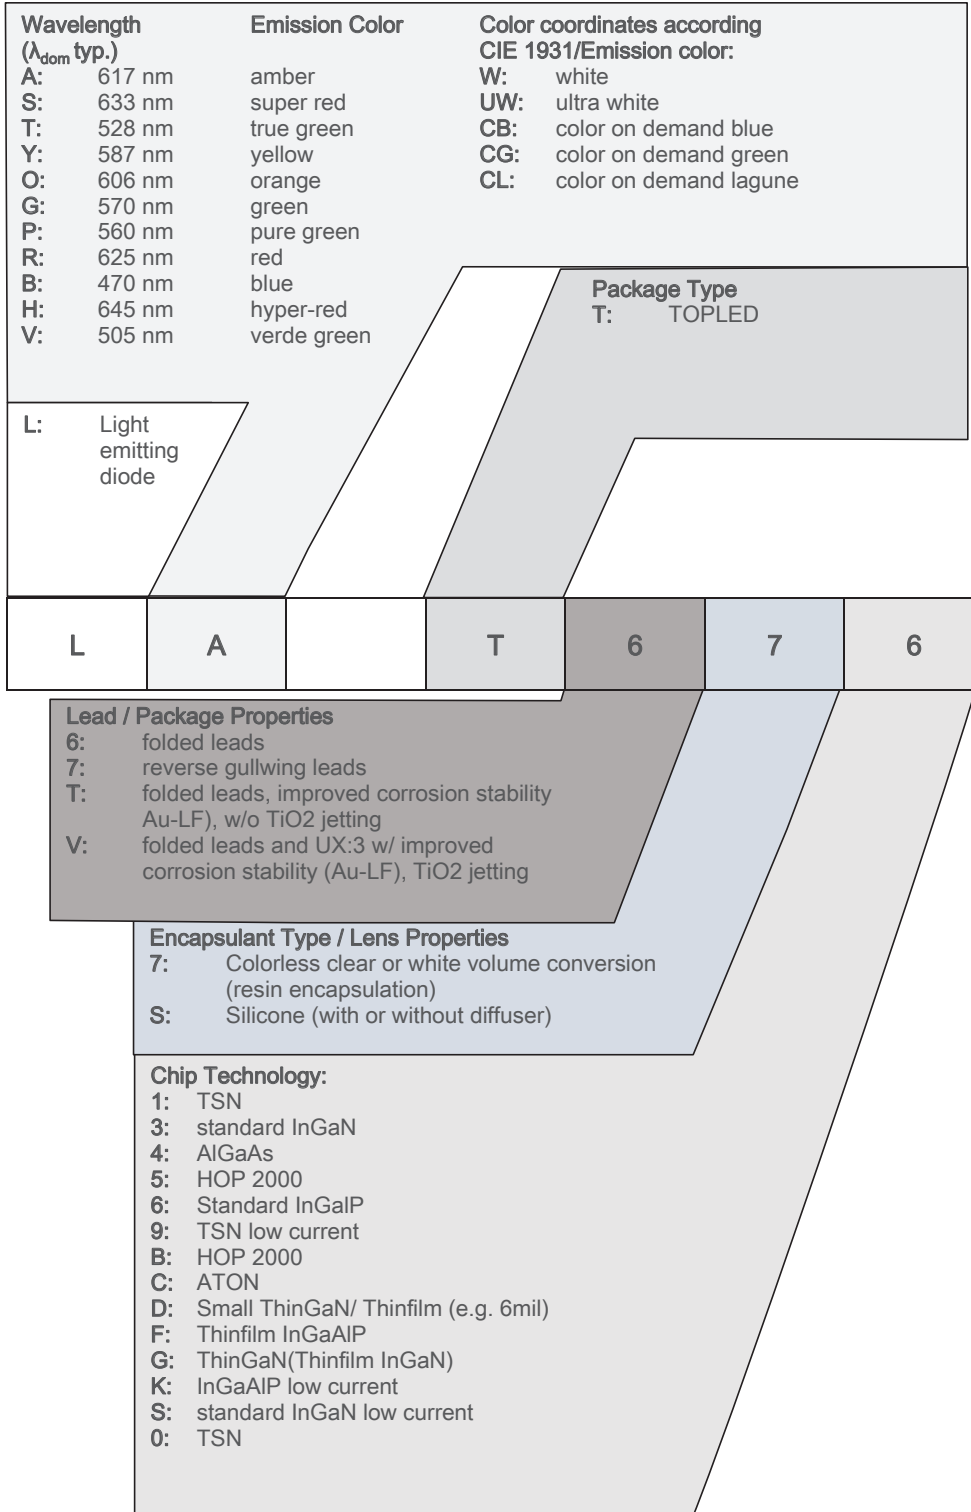 Wavelength Emission Color Color coordinates according
(λdom typ.) CIE 1931/Emission color:
A: 617 nm amber W: white
S: 633 nm super red UW: ultra white
T: 528 nm true green CB: color on demand blue
Y: 587 nm yellow CG: color on demand green
O: 606 nm orange CL: color on demand lagune
G: 570 nm green
P: 560 nm pure green
R: 625 nm red
B: 470 nm blue
H: 645 nm hyper-red
V: 505 nm verde green
Package Type
T: TOPLED
L: Light
emitting
diode
L A T 6 7 6
Lead / Package Properties
6: folded leads
7: reverse gullwing leads
T: folded leads, improved corrosion stability
Au-LF), w/o TiO2 jetting
V: folded leads and UX:3 w/ improved
corrosion stability (Au-LF), TiO2 jetting
Encapsulant Type / Lens Properties
7: Colorless clear or white volume conversion
(resin encapsulation)
S: Silicone (with or without diffuser)
Chip Technology:
1: TSN
3: standard InGaN
4: AlGaAs
5: HOP 2000
6: Standard InGalP
9: TSN low current
B: HOP 2000
C: ATON
D: Small ThinGaN/ Thinfilm (e.g. 6mil)
F: Thinfilm InGaAlP
G: ThinGaN(Thinfilm InGaN)
K: InGaAlP low current
S: standard InGaN low current
0: TSN